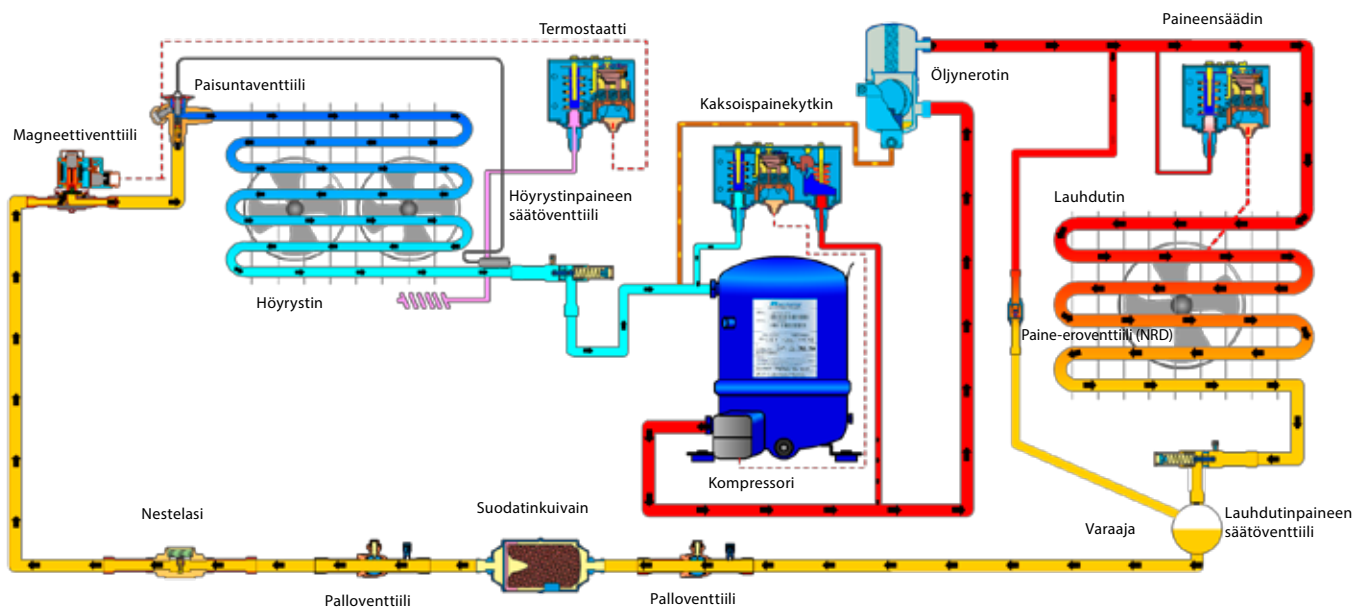 Termostaatti
Paineensäädin
Paisuntaventtiili
Öljynerotin
Kaksoispainekytkin
Magneettiventtiili
Höyrystinpaineen
säätöventtiili
Lauhdutin
Höyrystin
Paine-eroventtiili (NRD)
Kompressori
Nestelasi
Suodatinkuivain
Varaaja
Lauhdutinpaineen
säätöventtiili
Palloventtiili
Palloventtiili